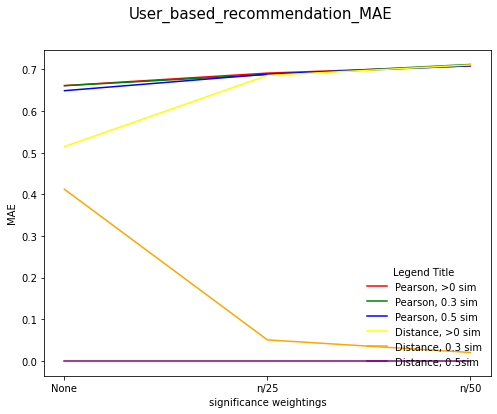 User_based_recommendation_MAE
0.7
0.6
0.5
0.4
0.3
0.2
0.1
0.0
MAE
Legend Title
Pearson, >0 sim
Pearson, 0.3 sim
Pearson, 0.5 sim
Distance, >0 sim
Distance, 0.3 sim
Distance, 0.5sim
None n/25 n/50
significance weightings